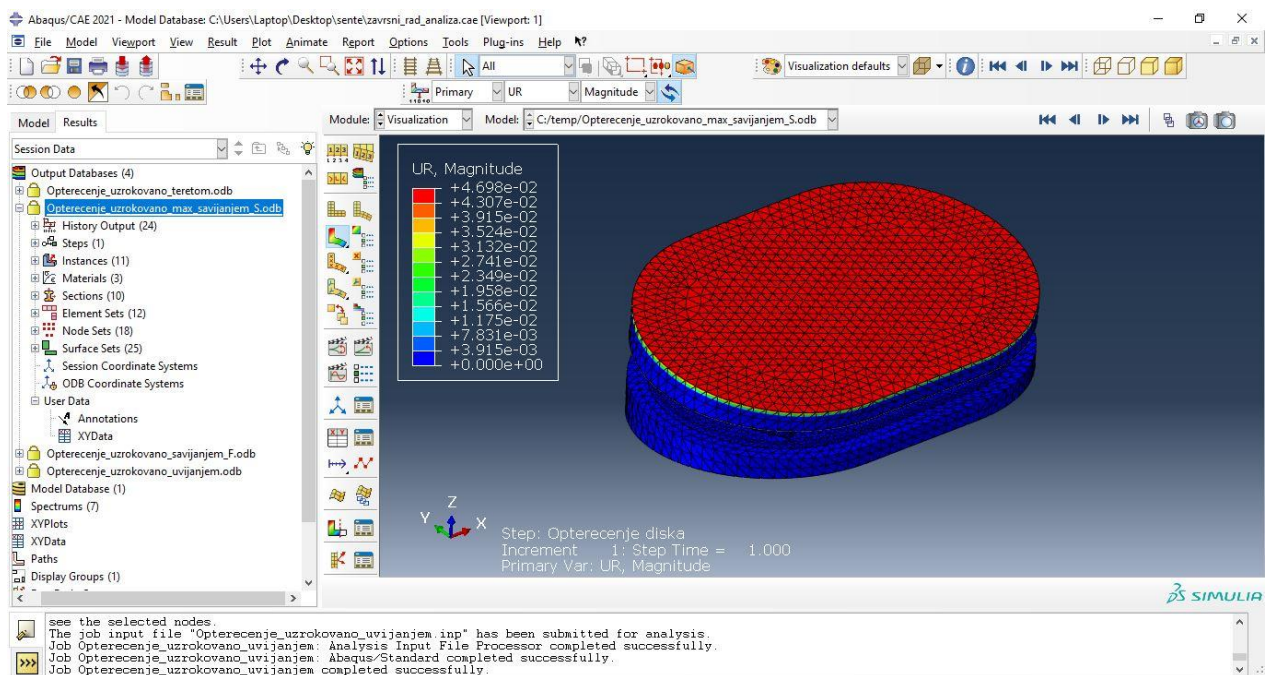 Abaqus/CAE 2021 - Model Database: C:\Users\Laptop\Desktop\sente\zavrsni_rad_analiza.cae [Viewport: 1]
File Model Viewport View Result Plot Animate Report Options Tools Plug-ins Help
All
Visualization defaults
Primary UR Magnitude
Model Results
Module: Visualization Model: C:/temp/Opterecenje_uzrokovano_max_savijanjem_S.odb
Session Data
Output Databases (4)
Opterecenje_uzrokovano_teretom.odb
Opterecenje_uzrokovano_max_savijanjem_S.odb
History Output (24)
Steps (1)
Instances (11)
Materials (3)
Sections (10)
Element Sets (12)
Node Sets (18)
Surface Sets (25)
Session Coordinate Systems
ODB Coordinate Systems
User Data
Annotations
XYData
Opterecenje_uzrokovano_savijanjem_F.odb
Opterecenje_uzrokovano_uvijanjem.odb
Model Database (1)
Spectrums (7)
XYPlots
XYData
Paths
Display Groups (1)
UR, Magnitude
+4.698e-02
+4.307e-02
+3.915e-02
+3.524e-02
+3.132e-02
+2.741e-02
+2.349e-02
+1.958e-02
+1.566e-02
+1.175e-02
+7.831e-03
+3.915e-03
+0.000e+00
Z
Y
X
Step: Opterecenje diska
Increment 1: Step Time = 1.000
Primary Var: UR, Magnitude
SIMULIA
see the selected nodes.
The job input file "Opterecenje_uzrokovano_uvijanjem.inp" has been submitted for analysis.
Job Opterecenje_uzrokovano_uvijanjem: Analysis Input File Processor completed successfully.
Job Opterecenje_uzrokovano_uvijanjem: Abaqus/Standard completed successfully.
Job Opterecenje_uzrokovano_uvijanjem completed successfully.